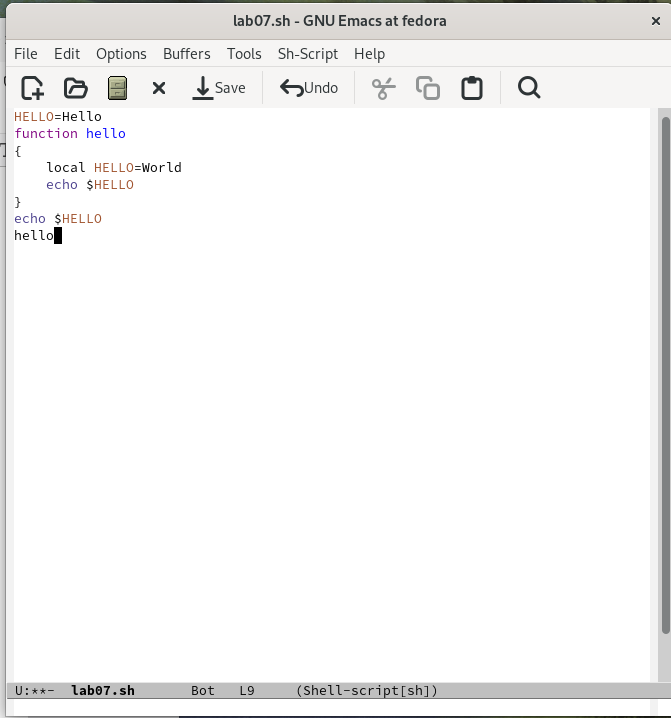 lab07.sh - GNU Emacs at fedora
File Edit Options Buffers Tools Sh-Script Help
Save Undo
HELLO=Hello
function hello
{
    local HELLO=World
    echo $HELLO
}
echo $HELLO
hello
U:**-  lab07.sh       Bot   L9     (Shell-script[sh])